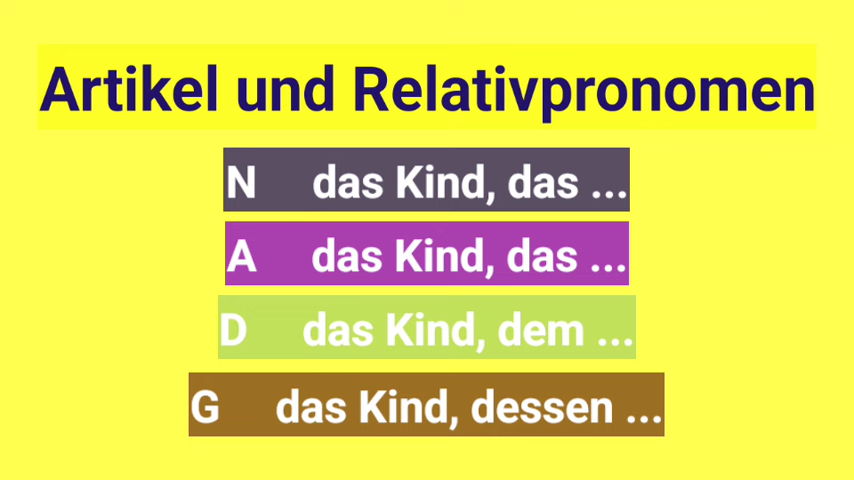 Artikel und Relativpronomen
N das Kind, das ...
A das Kind, das ...
D das Kind, dem ...
G das Kind, dessen ...